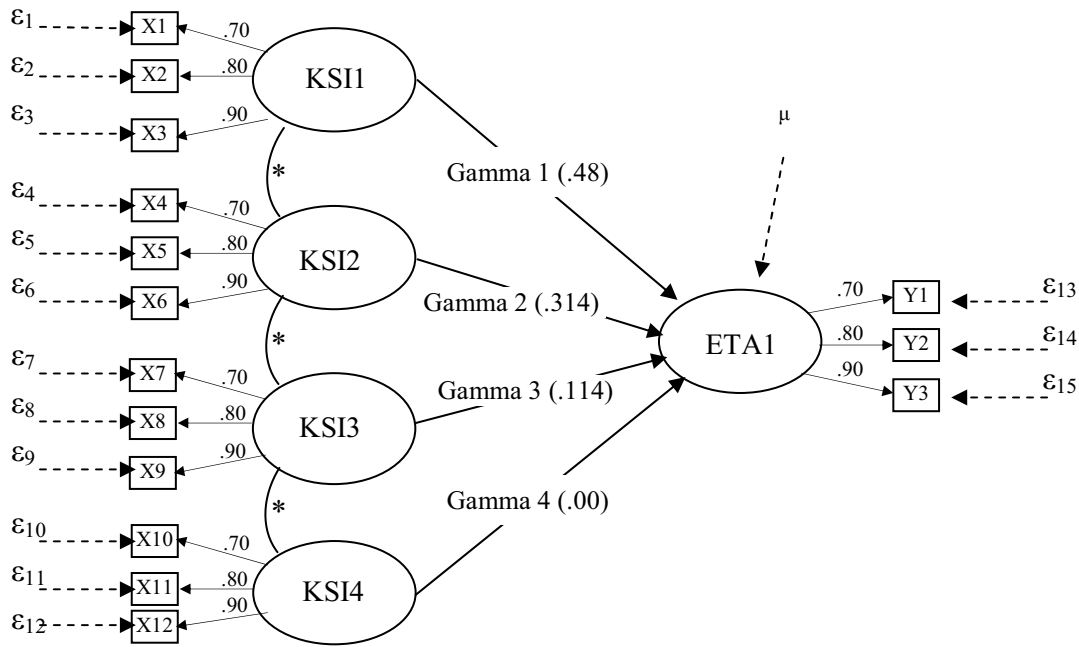 ε1
X1
.70
ε2
X2
.80
KSI1
ε3
X3
.90
μ
*
Gamma 1 (.48)
ε4
X4
.70
ε5
X5
.80
KSI2
ε6
X6
.90
Gamma 2 (.314)
*
.70
Y1
ε13
ETA1
.80
Y2
ε14
.90
Y3
ε15
ε7
X7
.70
Gamma 3 (.114)
ε8
X8
.80
KSI3
ε9
X9
.90
*
Gamma 4 (.00)
ε10
X10
.70
ε11
X11
.80
KSI4
ε12
X12
.90